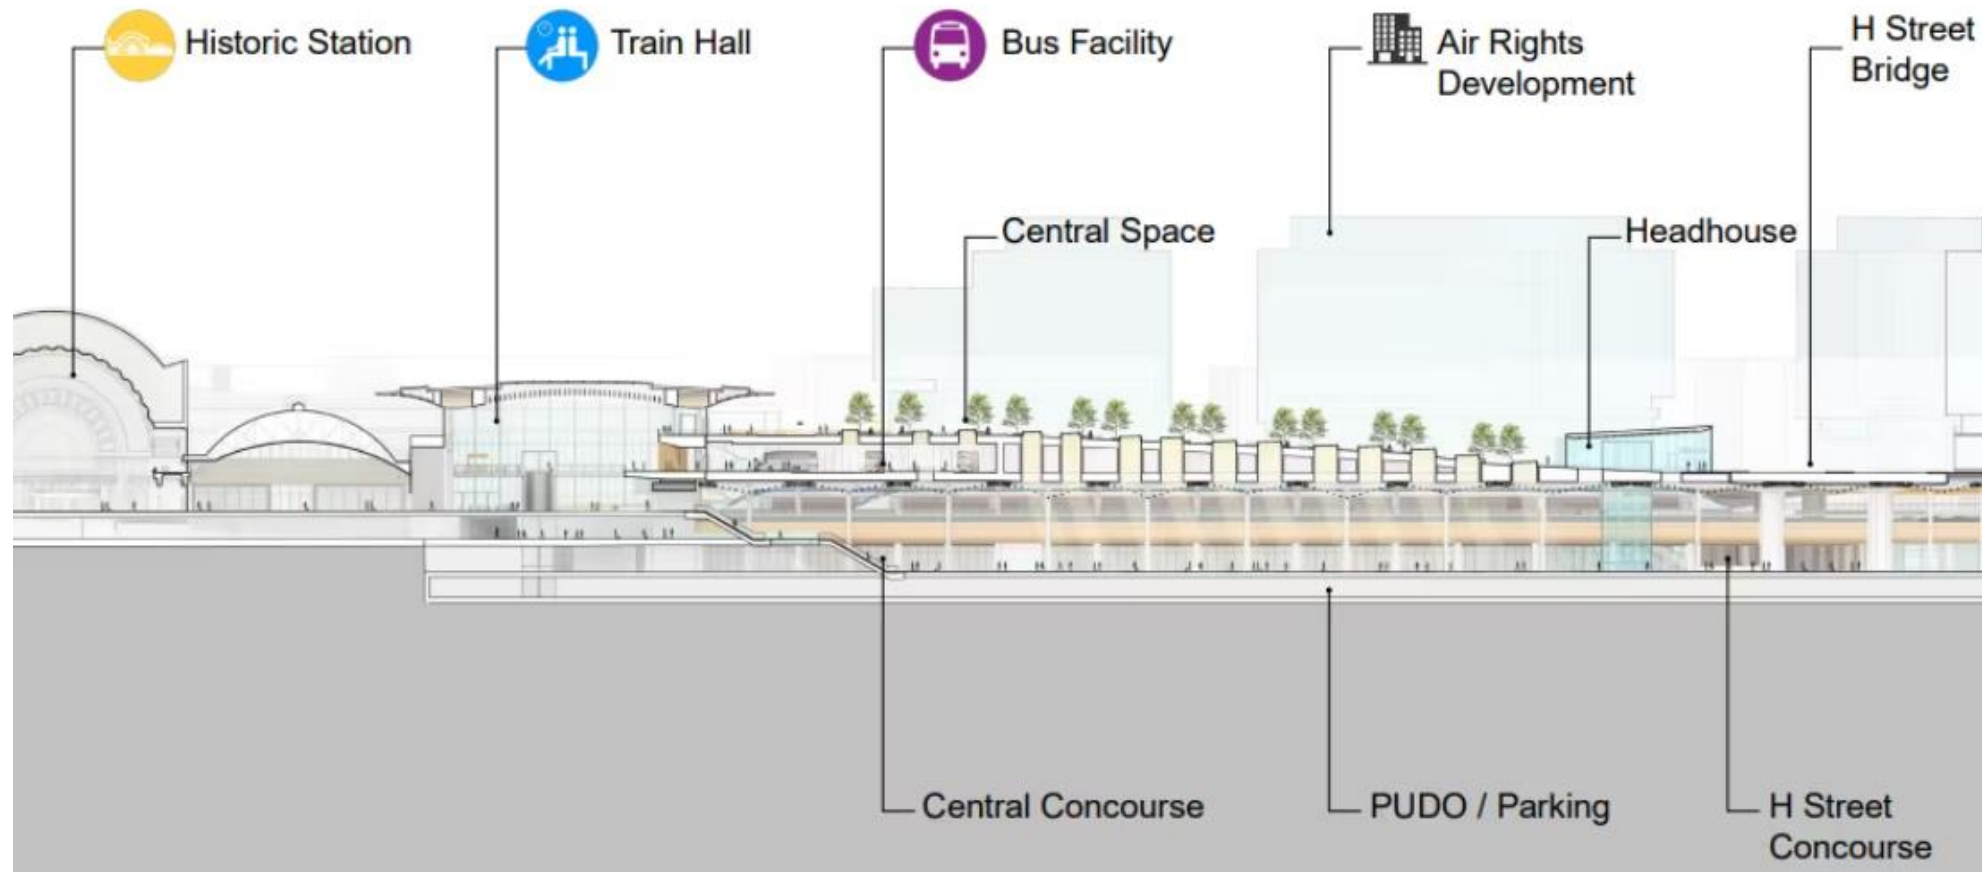 Historic Station
Train Hall
Bus Facility
Air Rights
Development
H Street
Bridge
Central Space
Headhouse
Central Concourse
PUDO / Parking
H Street
Concourse